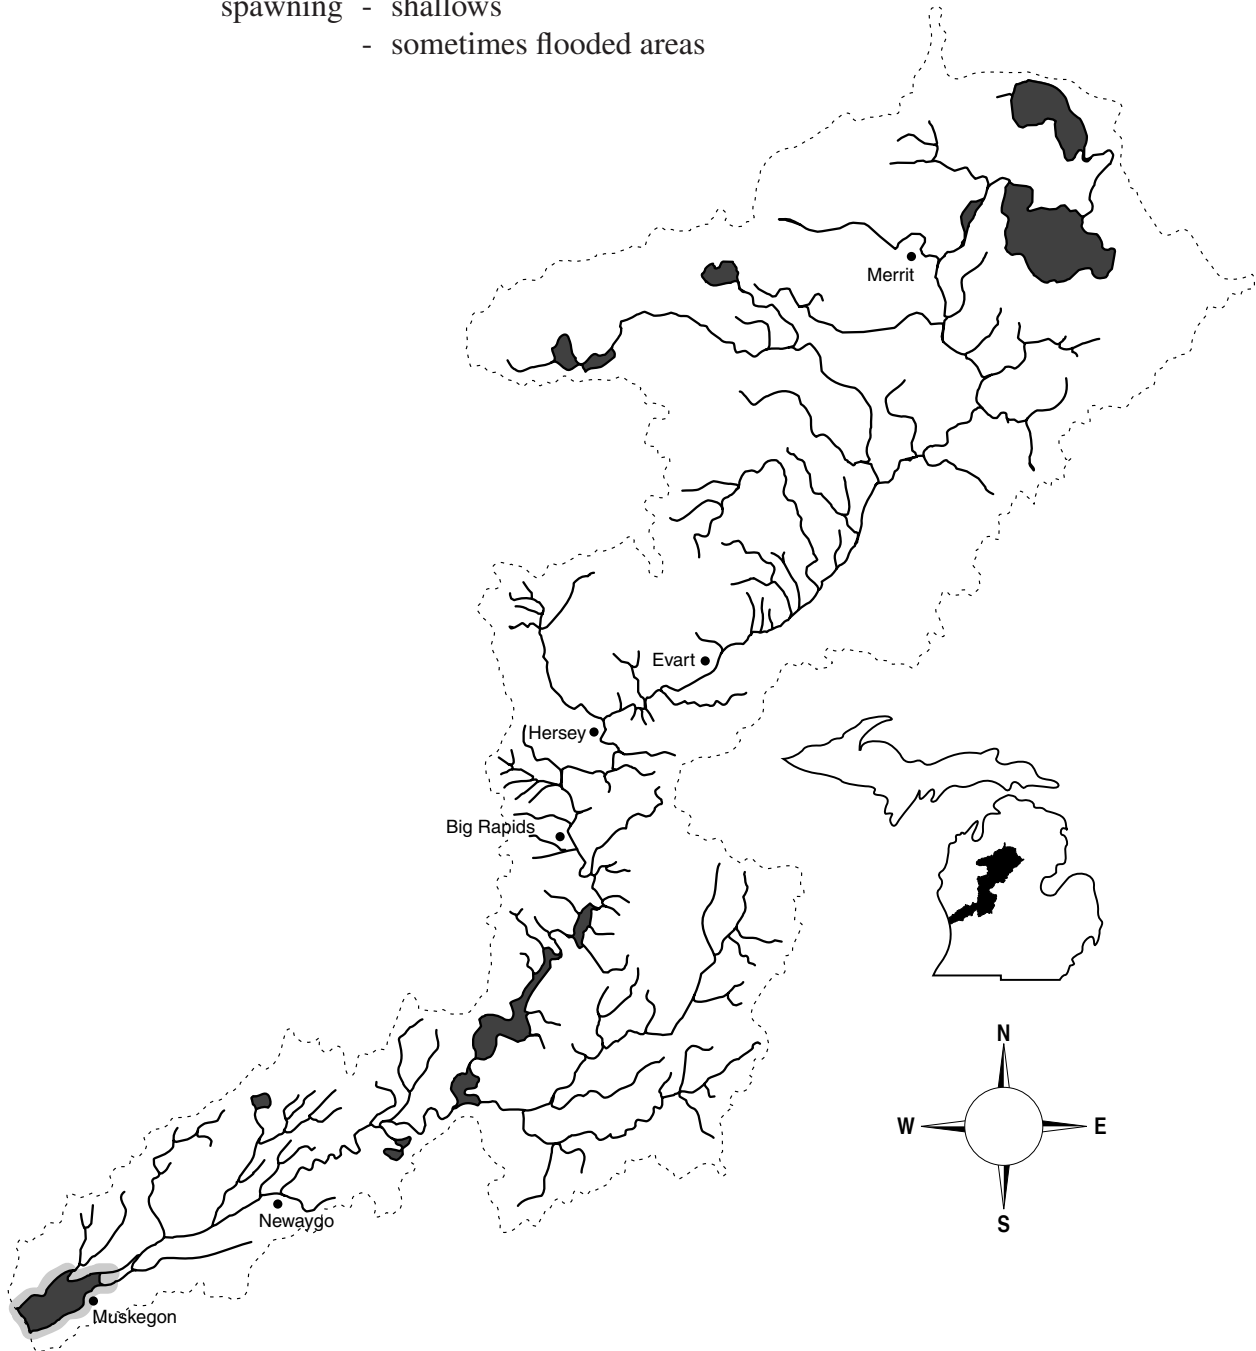 spawning - shallows
- sometimes flooded areas
Merrit
Evart
Hersey
Big Rapids
N
W E
S
Newaygo
Muskegon